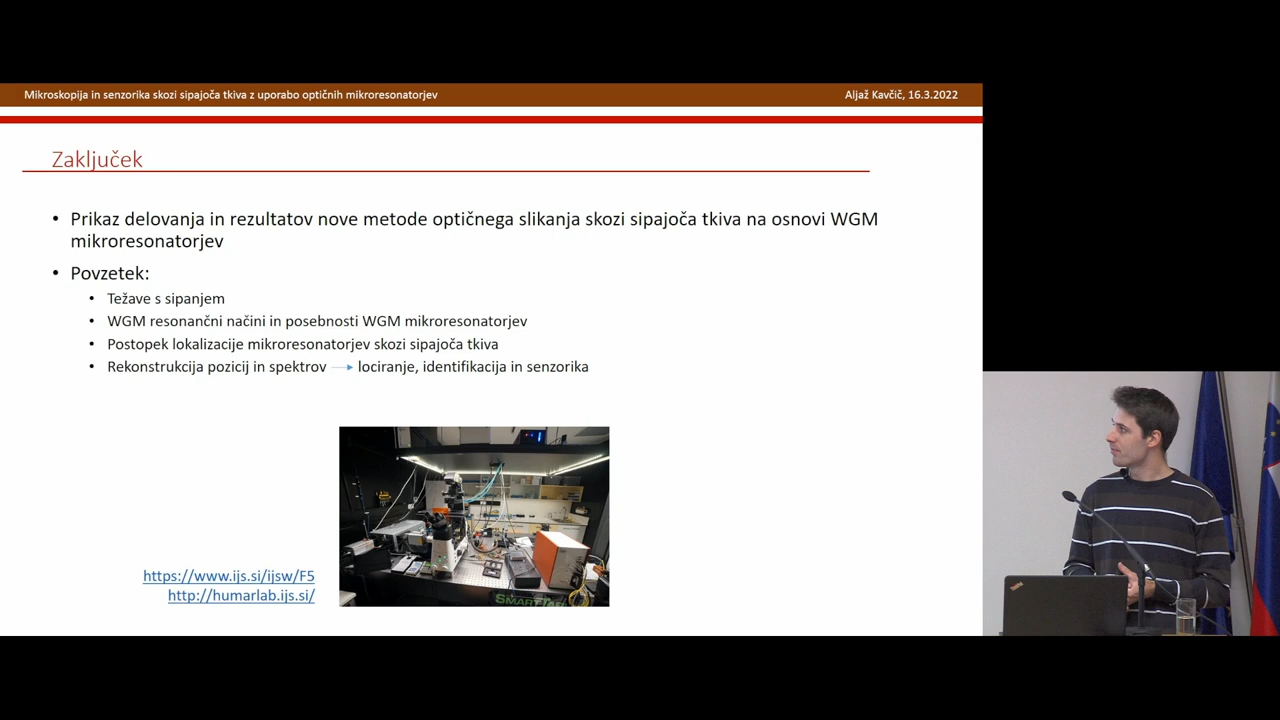 Mikroskopija in senzorika skozi sipajoča tkiva z uporabo optičnih mikroresonatorjev
Aljaž Kavčič, 16.3.2022
Zaključek
• Prikaz delovanja in rezultatov nove metode optičnega slikanja skozi sipajoča tkiva na osnovi WGM
mikroresonatorjev
• Povzetek:
• Težave s sipanjem
• WGM resonančni načini in posebnosti WGM mikroresonatorjev
• Postopek lokalizacije mikroresonatorjev skozi sipajoča tkiva
• Rekonstrukcija pozicij in spektrov → lociranje, identifikacija in senzorika
https://www.ijs.si/ijsw/F5
http://humarlab.ijs.si/